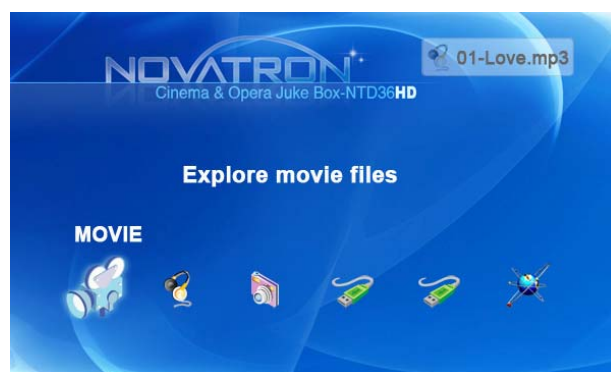 NOVATRON
01-Love.mp3
Cinema & Opera Juke Box-NTD36HD
Explore movie files
MOVIE